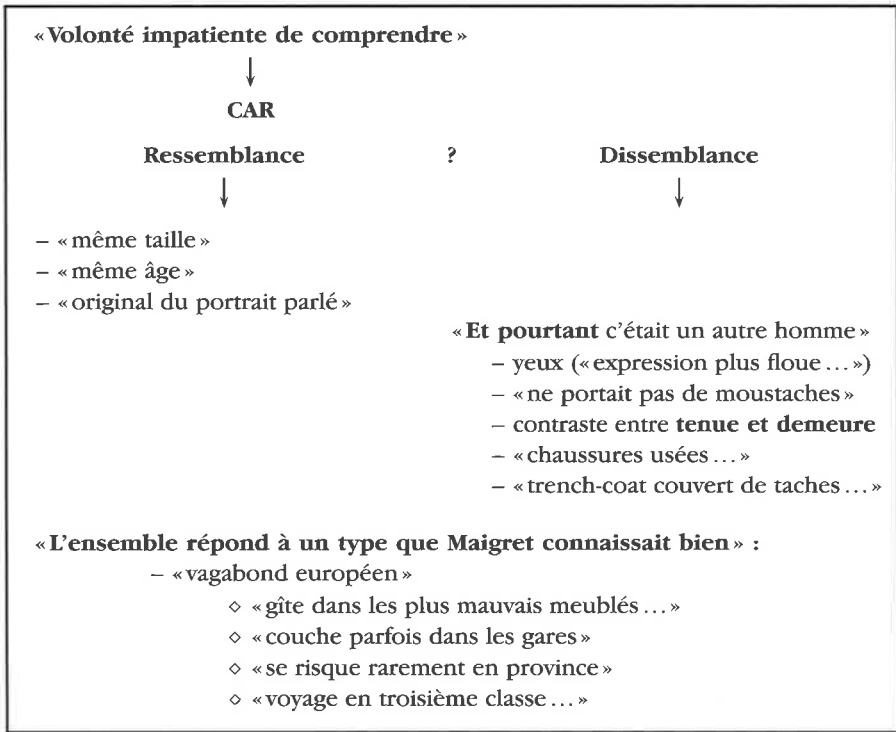 «Volonté impatiente de comprendre»
↓
CAR
Ressemblance ? Dissemblance
↓ ↓
– «même taille»
– «même âge»
– «original du portrait parlé»
«Et pourtant c'était un autre homme»
– yeux («expression plus floue...»)
– «ne portait pas de moustaches»
– contraste entre tenue et demeure
– «chaussures usées...»
– «trench-coat couvert de taches...»
«L'ensemble répond à un type que Maigret connaissait bien» :
– «vagabond européen»
◇ «gîte dans les plus mauvais meublés...»
◇ «couche parfois dans les gares»
◇ «se risque rarement en province»
◇ «voyage en troisième classe...»